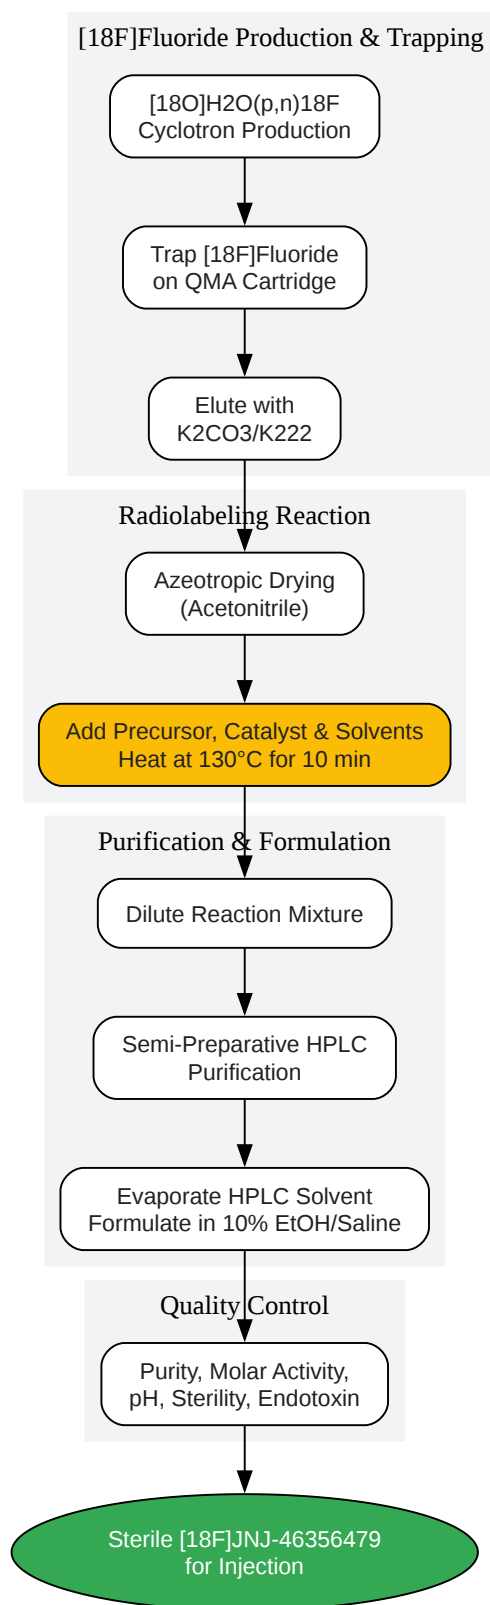 [18F]Fluoride Production & Trapping
[18O]H2O(p,n)18F
Cyclotron Production
Trap [18F]Fluoride
on QMA Cartridge
Elute with
K2CO3/K222
Radiolabeling Reaction
Azeotropic Drying
(Acetonitrile)
Add Precursor, Catalyst & Solvents
Heat at 130°C for 10 min
Purification & Formulation
Dilute Reaction Mixture
Semi-Preparative HPLC
Purification
Evaporate HPLC Solvent
Formulate in 10% EtOH/Saline
Quality Control
Purity, Molar Activity,
pH, Sterility, Endotoxin
Sterile [18F]JNJ-46356479
for Injection